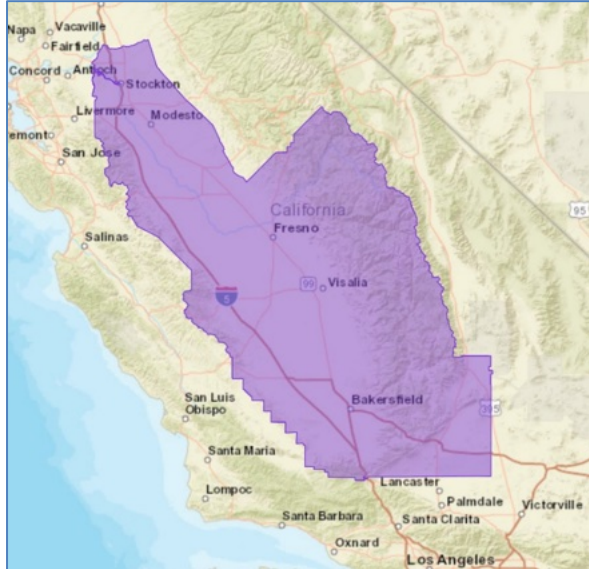 Napa
Vacaville
Fairfield
Concord
Antioch
Stockton
Livermore
Modesto
emont
San Jose
California
Fresno
95
Salinas
99
Visalia
5
San Luis
Obispo
Bakersfield
395
Santa Maria
Lompoc
Lancaster
Palmdale
Victorville
Santa Barbara
Santa Clarita
Oxnard
Los Angeles